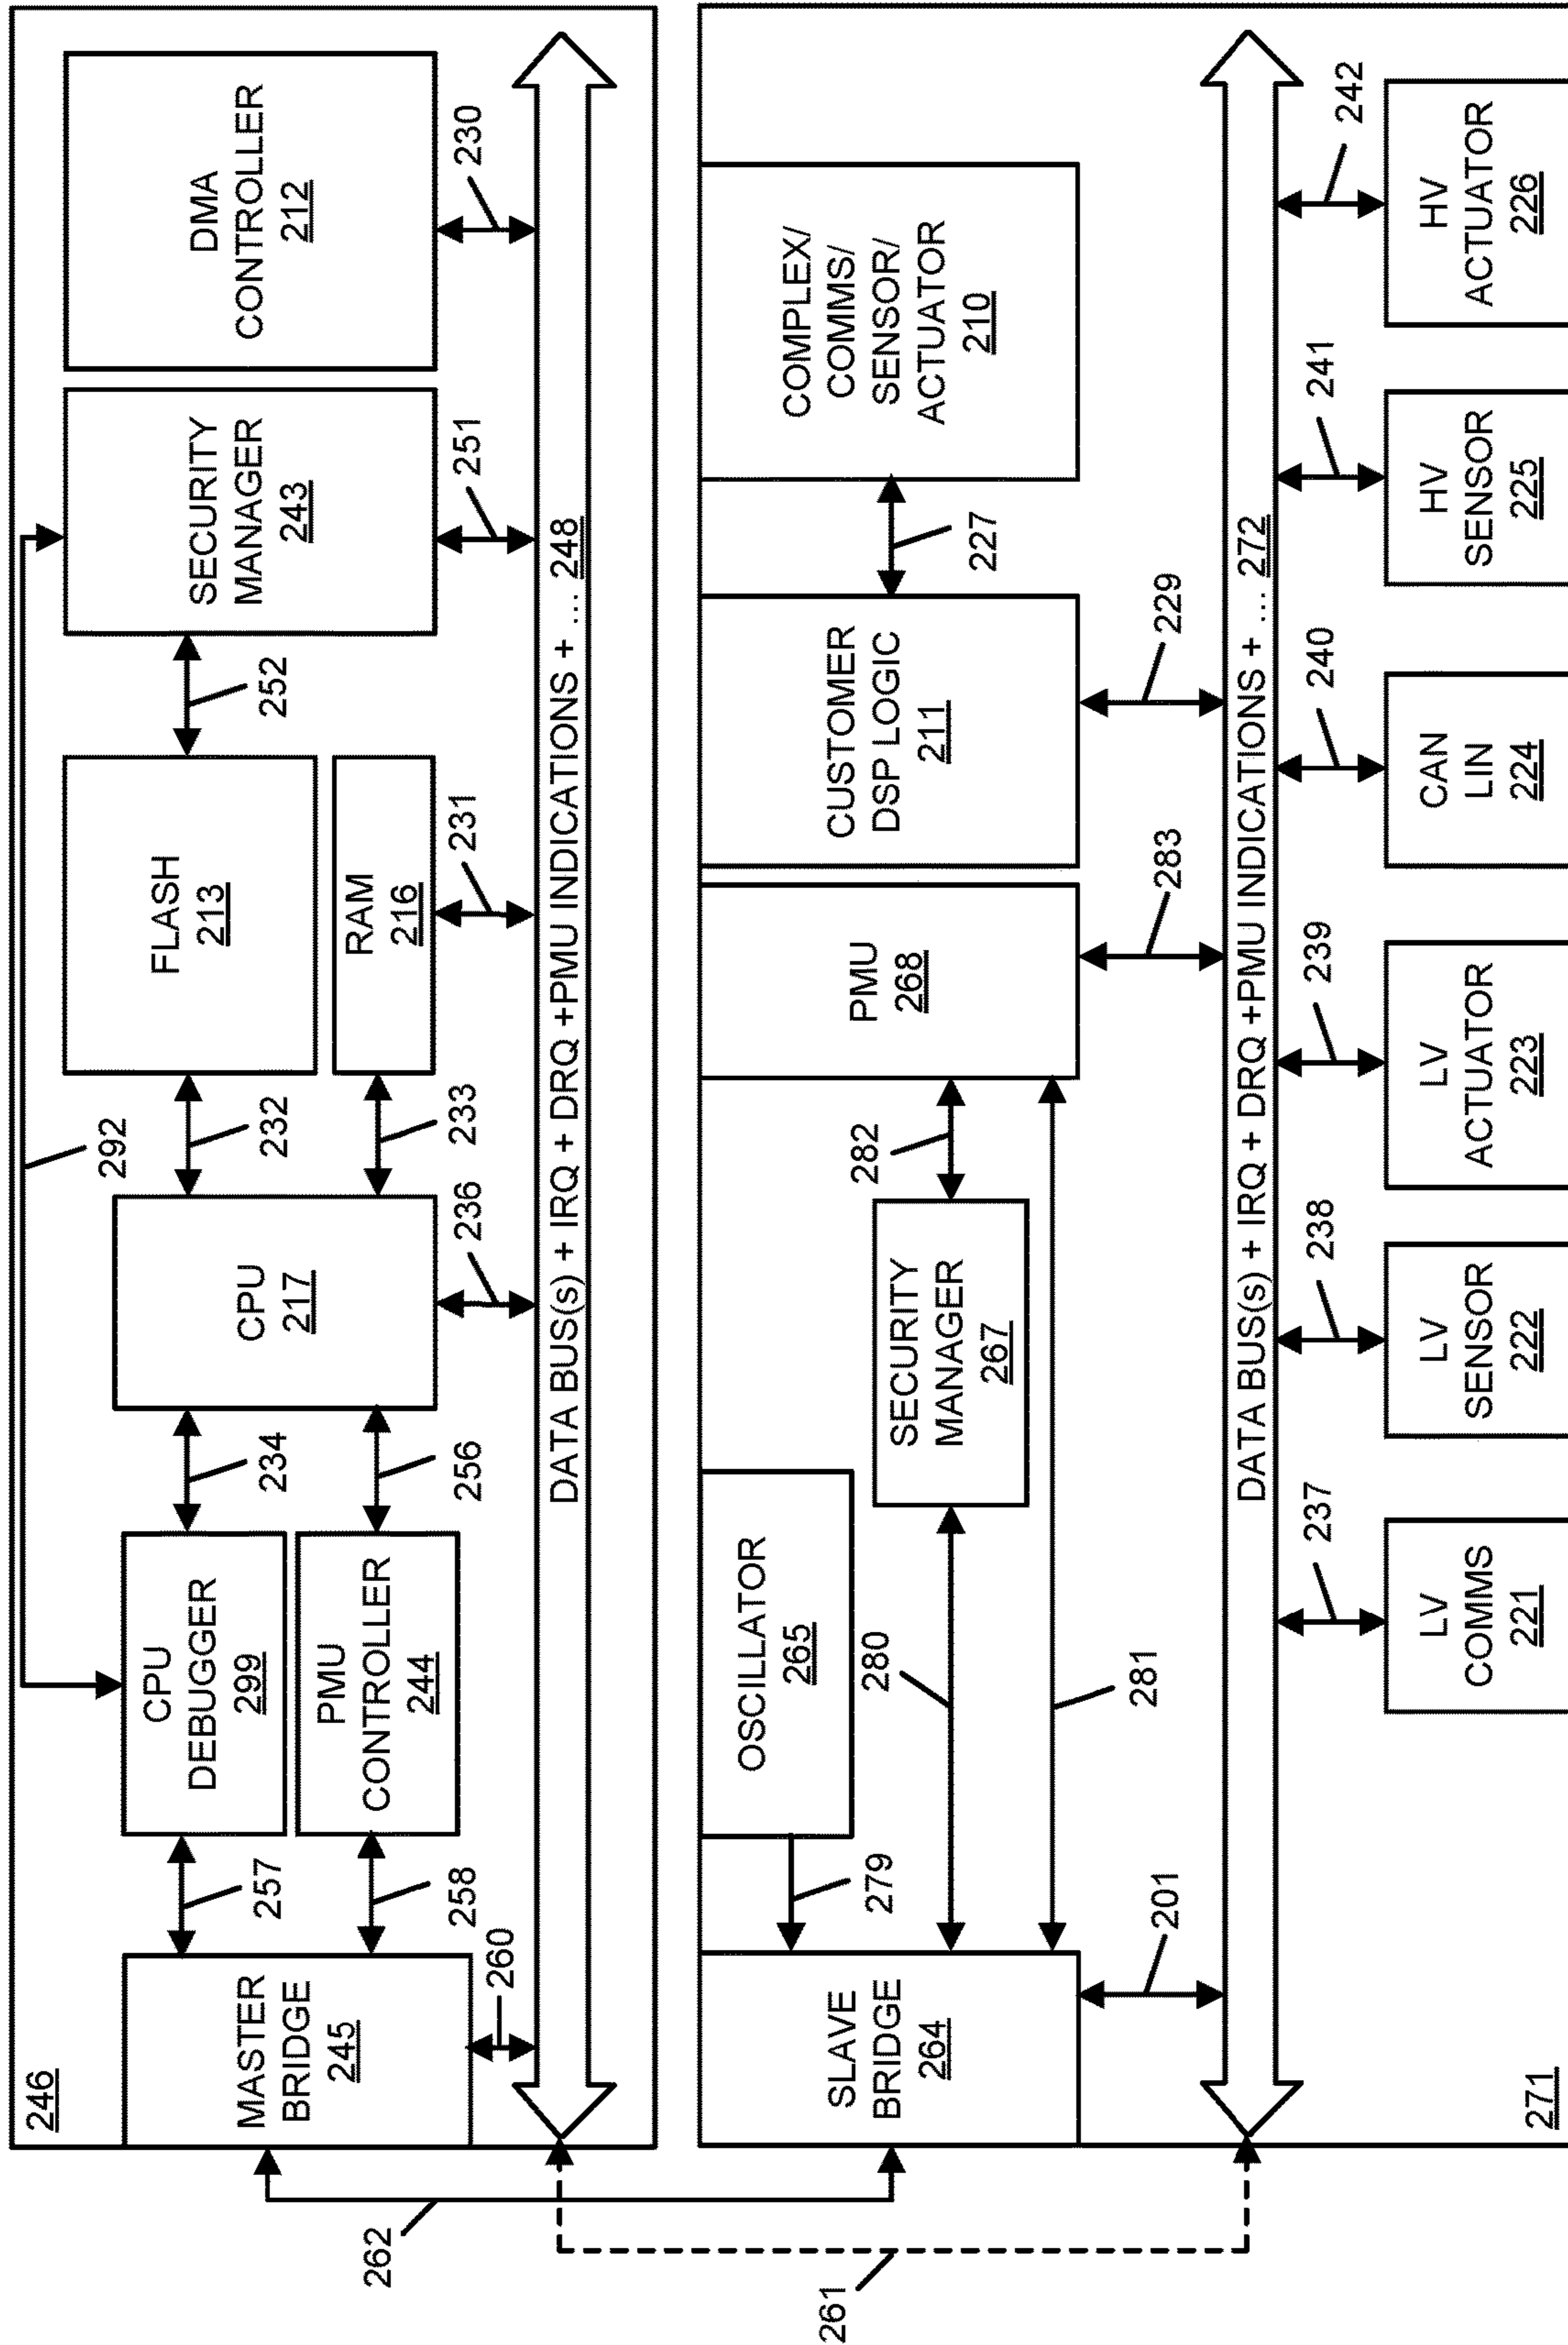 246
MASTER
BRIDGE
245
257
258
260
CPU
DEBUGGER
299
PMU
CONTROLLER
244
234
256
292
CPU
217
236
232
233
FLASH
213
RAM
216
231
252
SECURITY
MANAGER
243
251
DMA
CONTROLLER
212
230
DATA BUS(s) + IRQ + DRQ +PMU INDICATIONS + ... 248
262
261
SLAVE
BRIDGE
264
279
201
OSCILLATOR
265
280
281
SECURITY
MANAGER
267
282
PMU
268
283
CUSTOMER
DSP LOGIC
211
229
227
COMPLEX/
COMMS/
SENSOR/
ACTUATOR
210
DATA BUS(s) + IRQ + DRQ +PMU INDICATIONS + ... 272
237
238
239
240
241
242
271
LV
COMMS
221
LV
SENSOR
222
LV
ACTUATOR
223
CAN
LIN
224
HV
SENSOR
225
HV
ACTUATOR
226